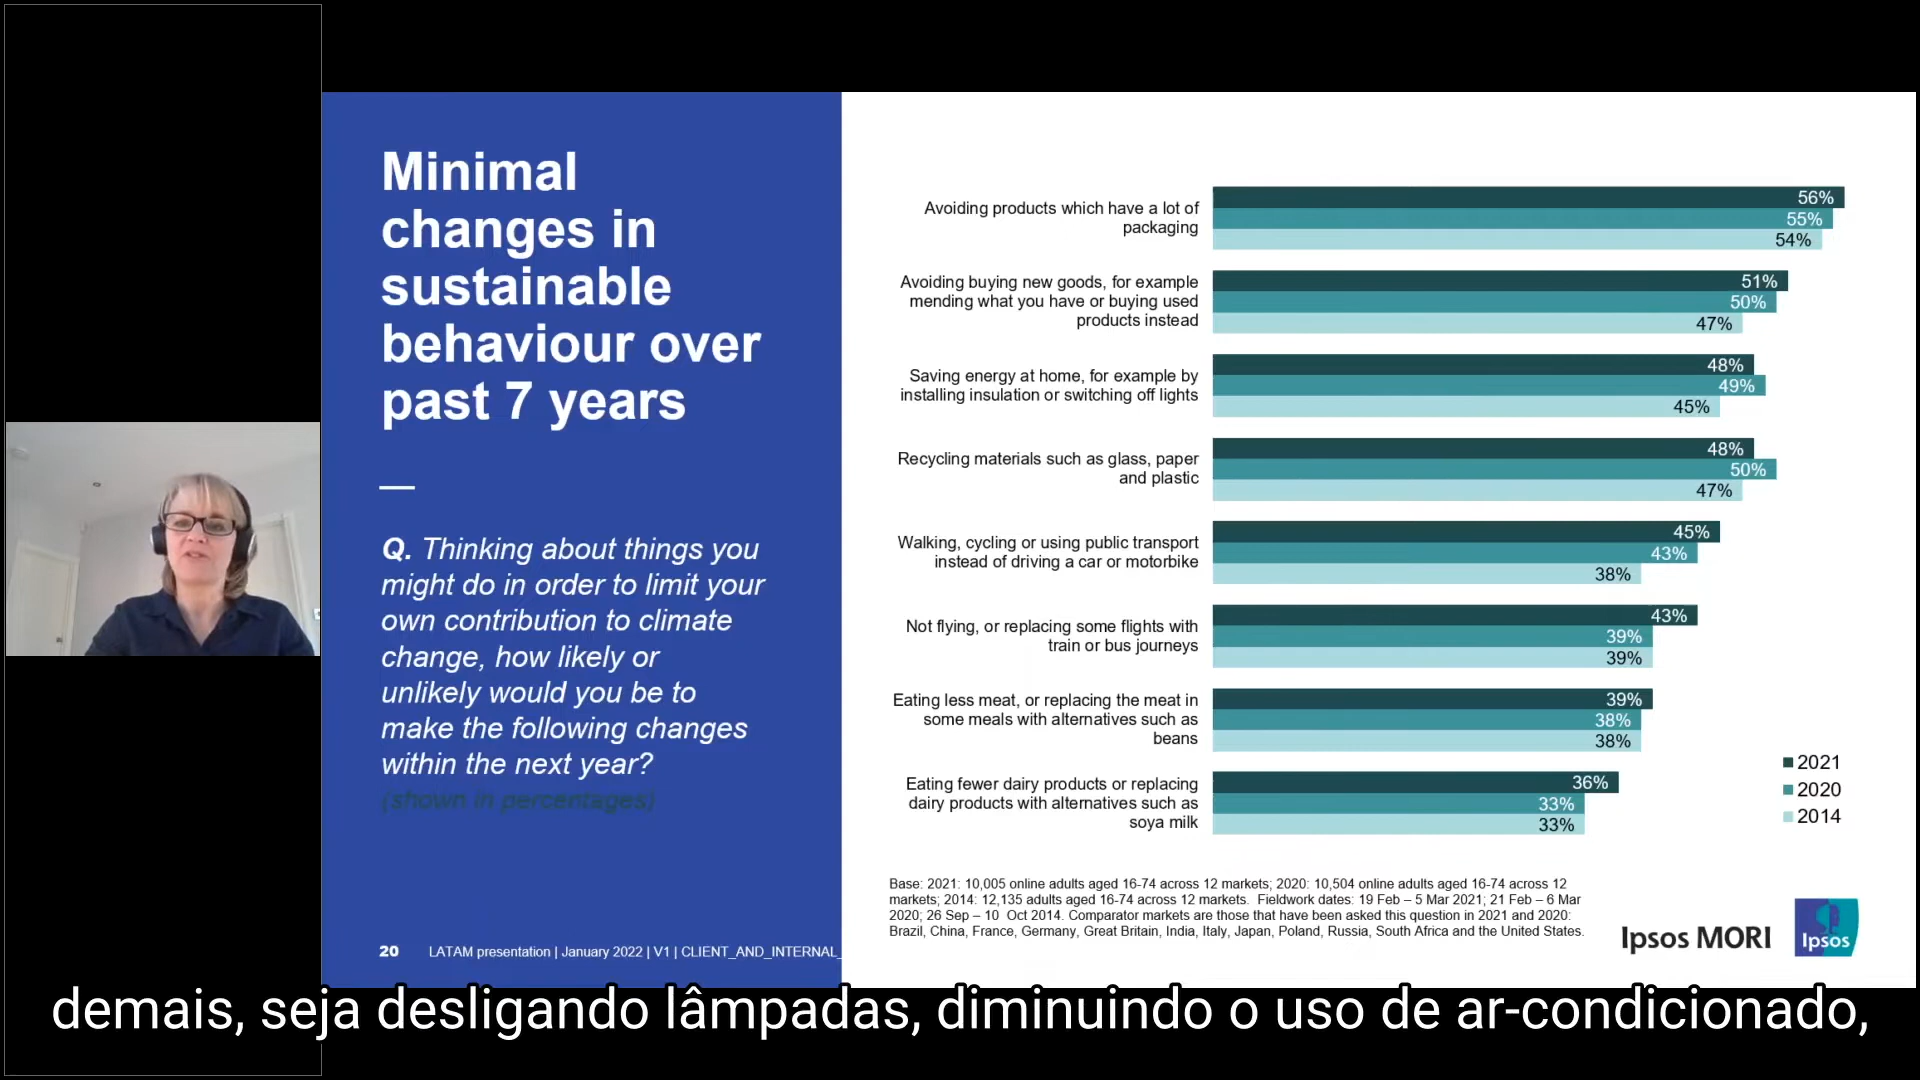 Minimal
changes in
sustainable
behaviour over
past 7 years
Q. Thinking about things you
might do in order to limit your
own contribution to climate
change, how likely or
unlikely would you be to
make the following changes
within the next year?
(shown in percentages)
20 LATAM presentation | January 2022 | V1 | CLIENT_AND_INTERNAL_
Avoiding products which have a lot of
packaging
56%
55%
54%
Avoiding buying new goods, for example
mending what you have or buying used
products instead
51%
50%
47%
Saving energy at home, for example by
installing insulation or switching off lights
48%
49%
45%
Recycling materials such as glass, paper
and plastic
48%
50%
47%
Walking, cycling or using public transport
instead of driving a car or motorbike
45%
43%
38%
Not flying, or replacing some flights with
train or bus journeys
43%
39%
39%
Eating less meat, or replacing the meat in
some meals with alternatives such as
beans
39%
38%
38%
Eating fewer dairy products or replacing
dairy products with alternatives such as
soya milk
36%
33%
33%
2021
2020
2014
Base: 2021: 10,005 online adults aged 16-74 across 12 markets; 2020: 10,504 online adults aged 16-74 across 12
markets; 2014: 12,135 adults aged 16-74 across 12 markets. Fieldwork dates: 19 Feb – 5 Mar 2021; 21 Feb – 6 Mar
2020; 26 Sep – 10 Oct 2014. Comparator markets are those that have been asked this question in 2021 and 2020:
Brazil, China, France, Germany, Great Britain, India, Italy, Japan, Poland, Russia, South Africa and the United States.
Ipsos MORI
Ipsos
demais, seja desligando lâmpadas, diminuindo o uso de ar-condicionado,